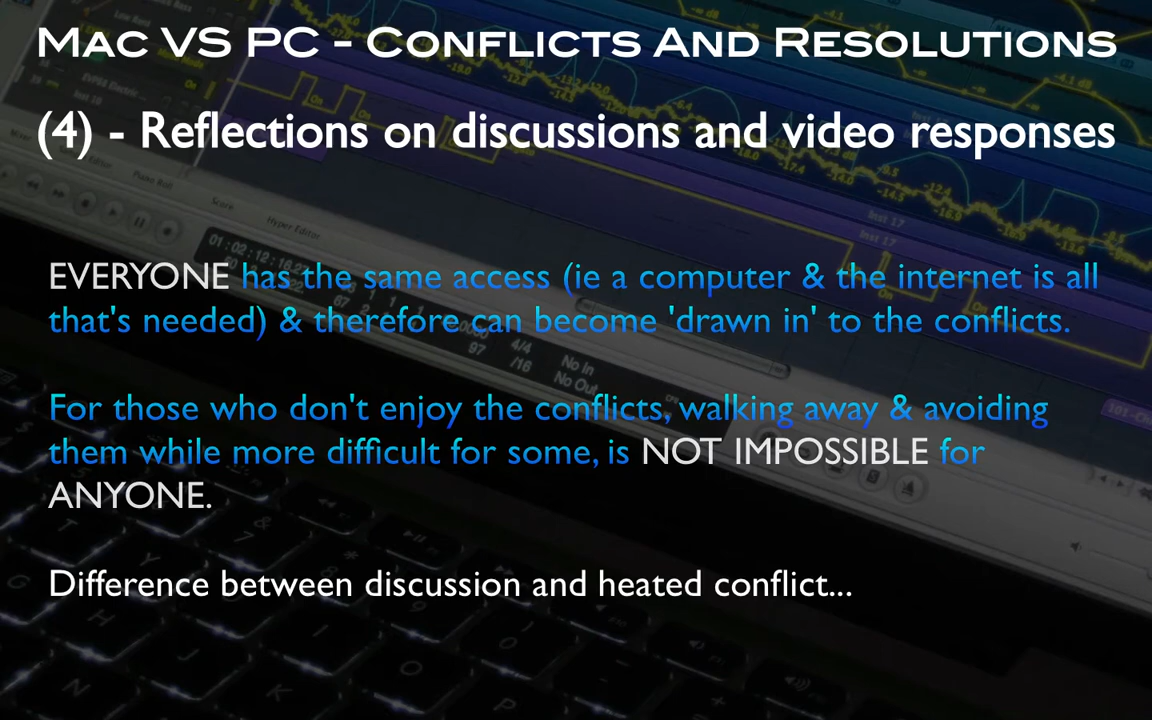 Mac VS PC - Conflicts And Resolutions
(4) - Reflections on discussions and video responses
EVERYONE has the same access (ie a computer & the internet is all
that's needed) & therefore can become 'drawn in' to the conflicts.
For those who don't enjoy the conflicts, walking away & avoiding
them while more difficult for some, is NOT IMPOSSIBLE for
ANYONE.
Difference between discussion and heated conflict...